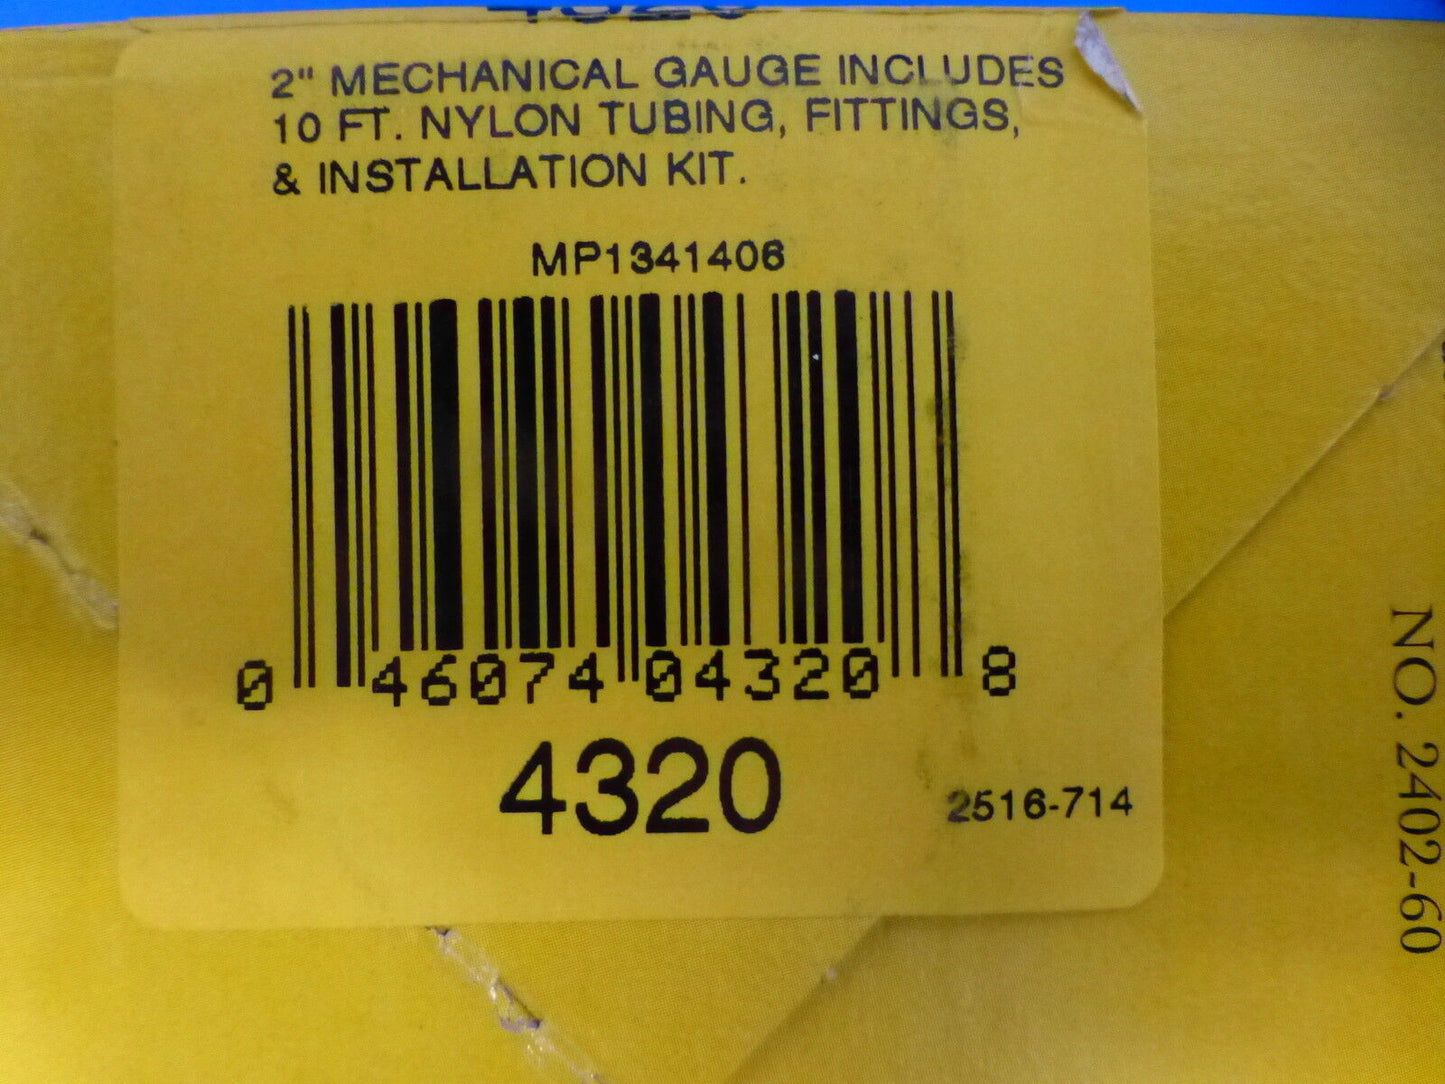 4320
2" MECHANICAL GAUGE INCLUDES
10 FT. NYLON TUBING, FITTINGS,
& INSTALLATION KIT.
MP1341406
0 46074 04320 8
4320
2516-714
NO. 2402-60